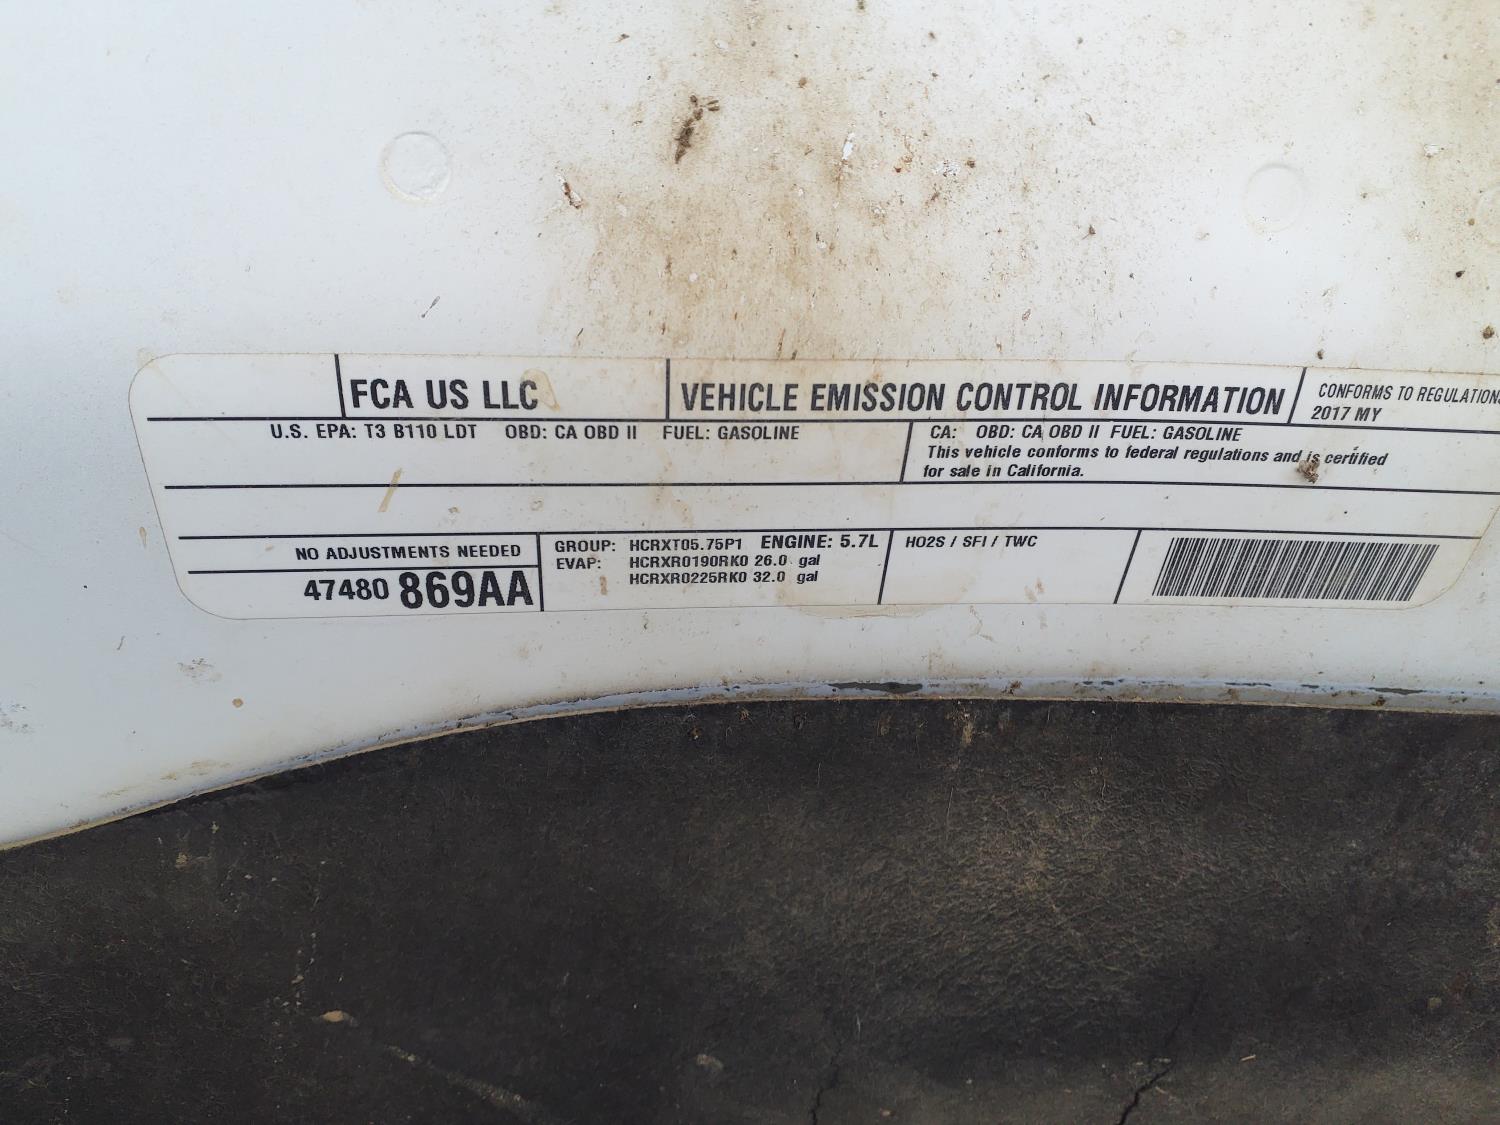 FCA US LLC
VEHICLE EMISSION CONTROL INFORMATION
CONFORMS TO REGULATIONS
2017 MY
U.S. EPA: T3 B110 LDT OBD: CA OBD II FUEL: GASOLINE
CA: OBD: CA OBD II FUEL: GASOLINE
This vehicle conforms to federal regulations and is certified
for sale in California.
NO ADJUSTMENTS NEEDED
47480 869AA
GROUP: HCRXT05.75P1 ENGINE: 5.7L
EVAP: HCRXR0190RK0 26.0 gal
HCRXR0225RK0 32.0 gal
HO2S / SFI / TWC